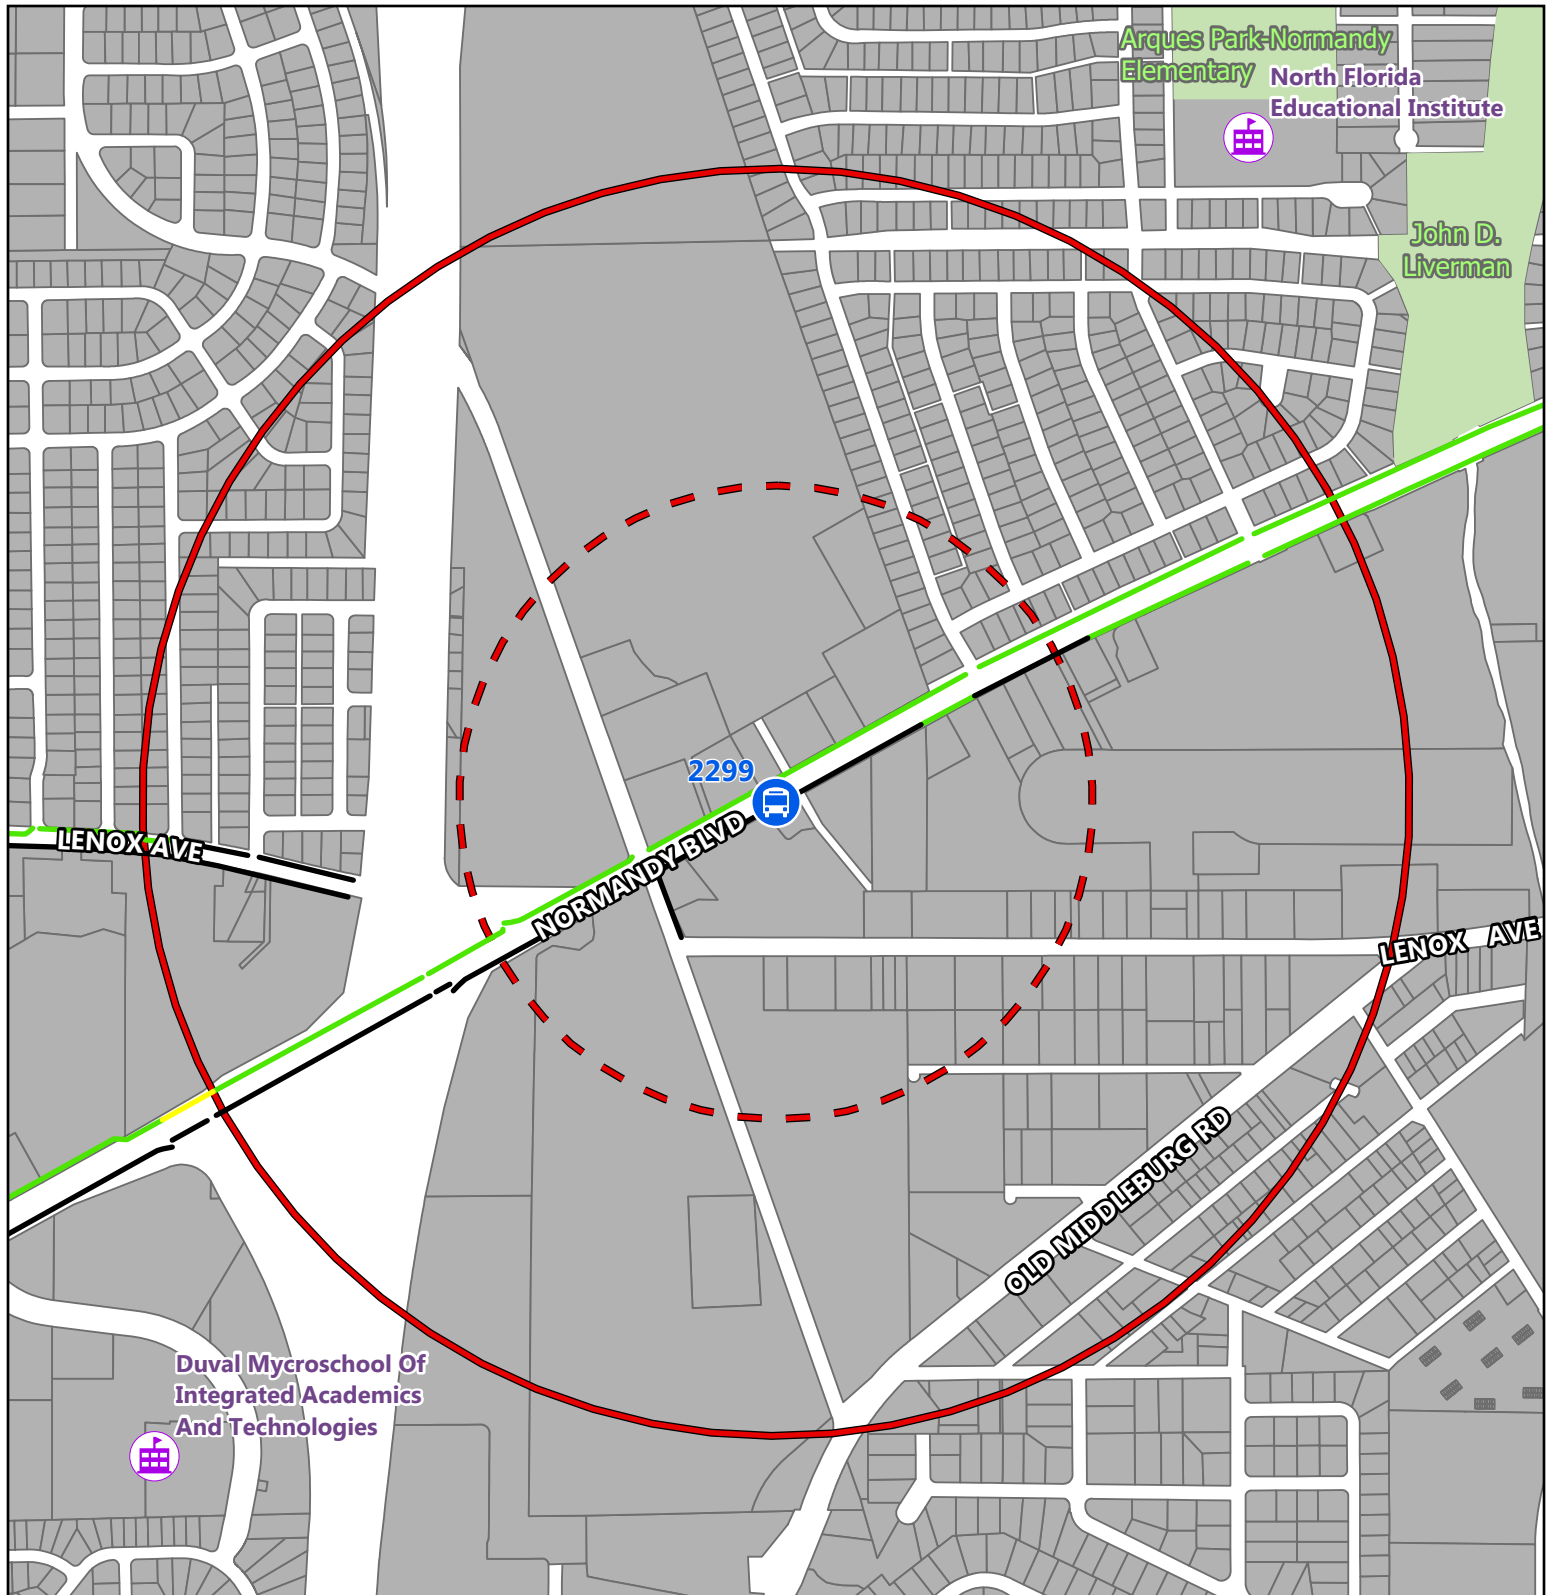 Arques Park-Normandy
Elementary
North Florida
Educational Institute
John D.
Liverman
2299
NORMANDY BLVD
LENOX AVE
LENOX AVE
OLD MIDDLEBURG RD
Duval Mycroschool Of
Integrated Academics
And Technologies